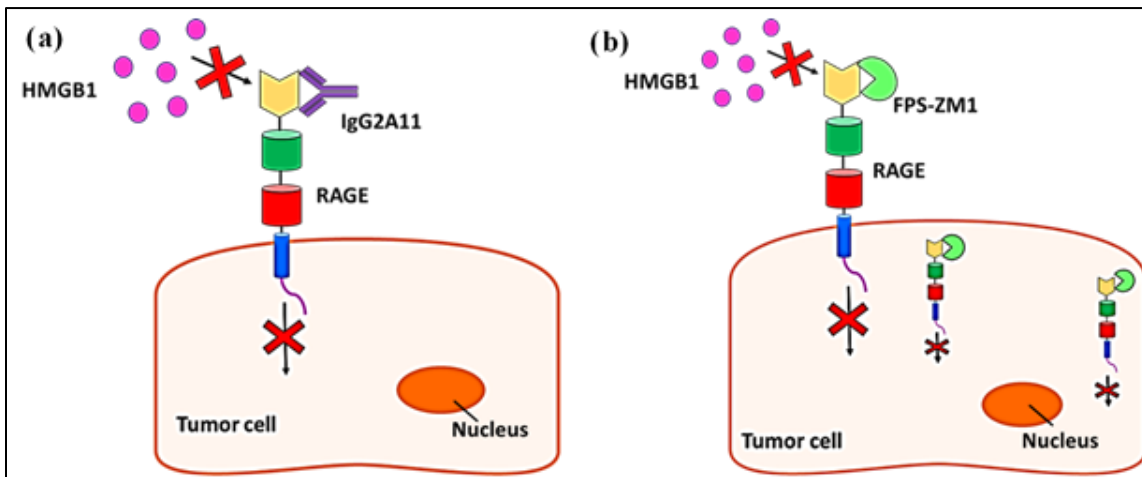 (a)
HMGB1
IgG2A11
RAGE
Tumor cell
Nucleus
(b)
HMGB1
FPS-ZM1
RAGE
Tumor cell
Nucleus